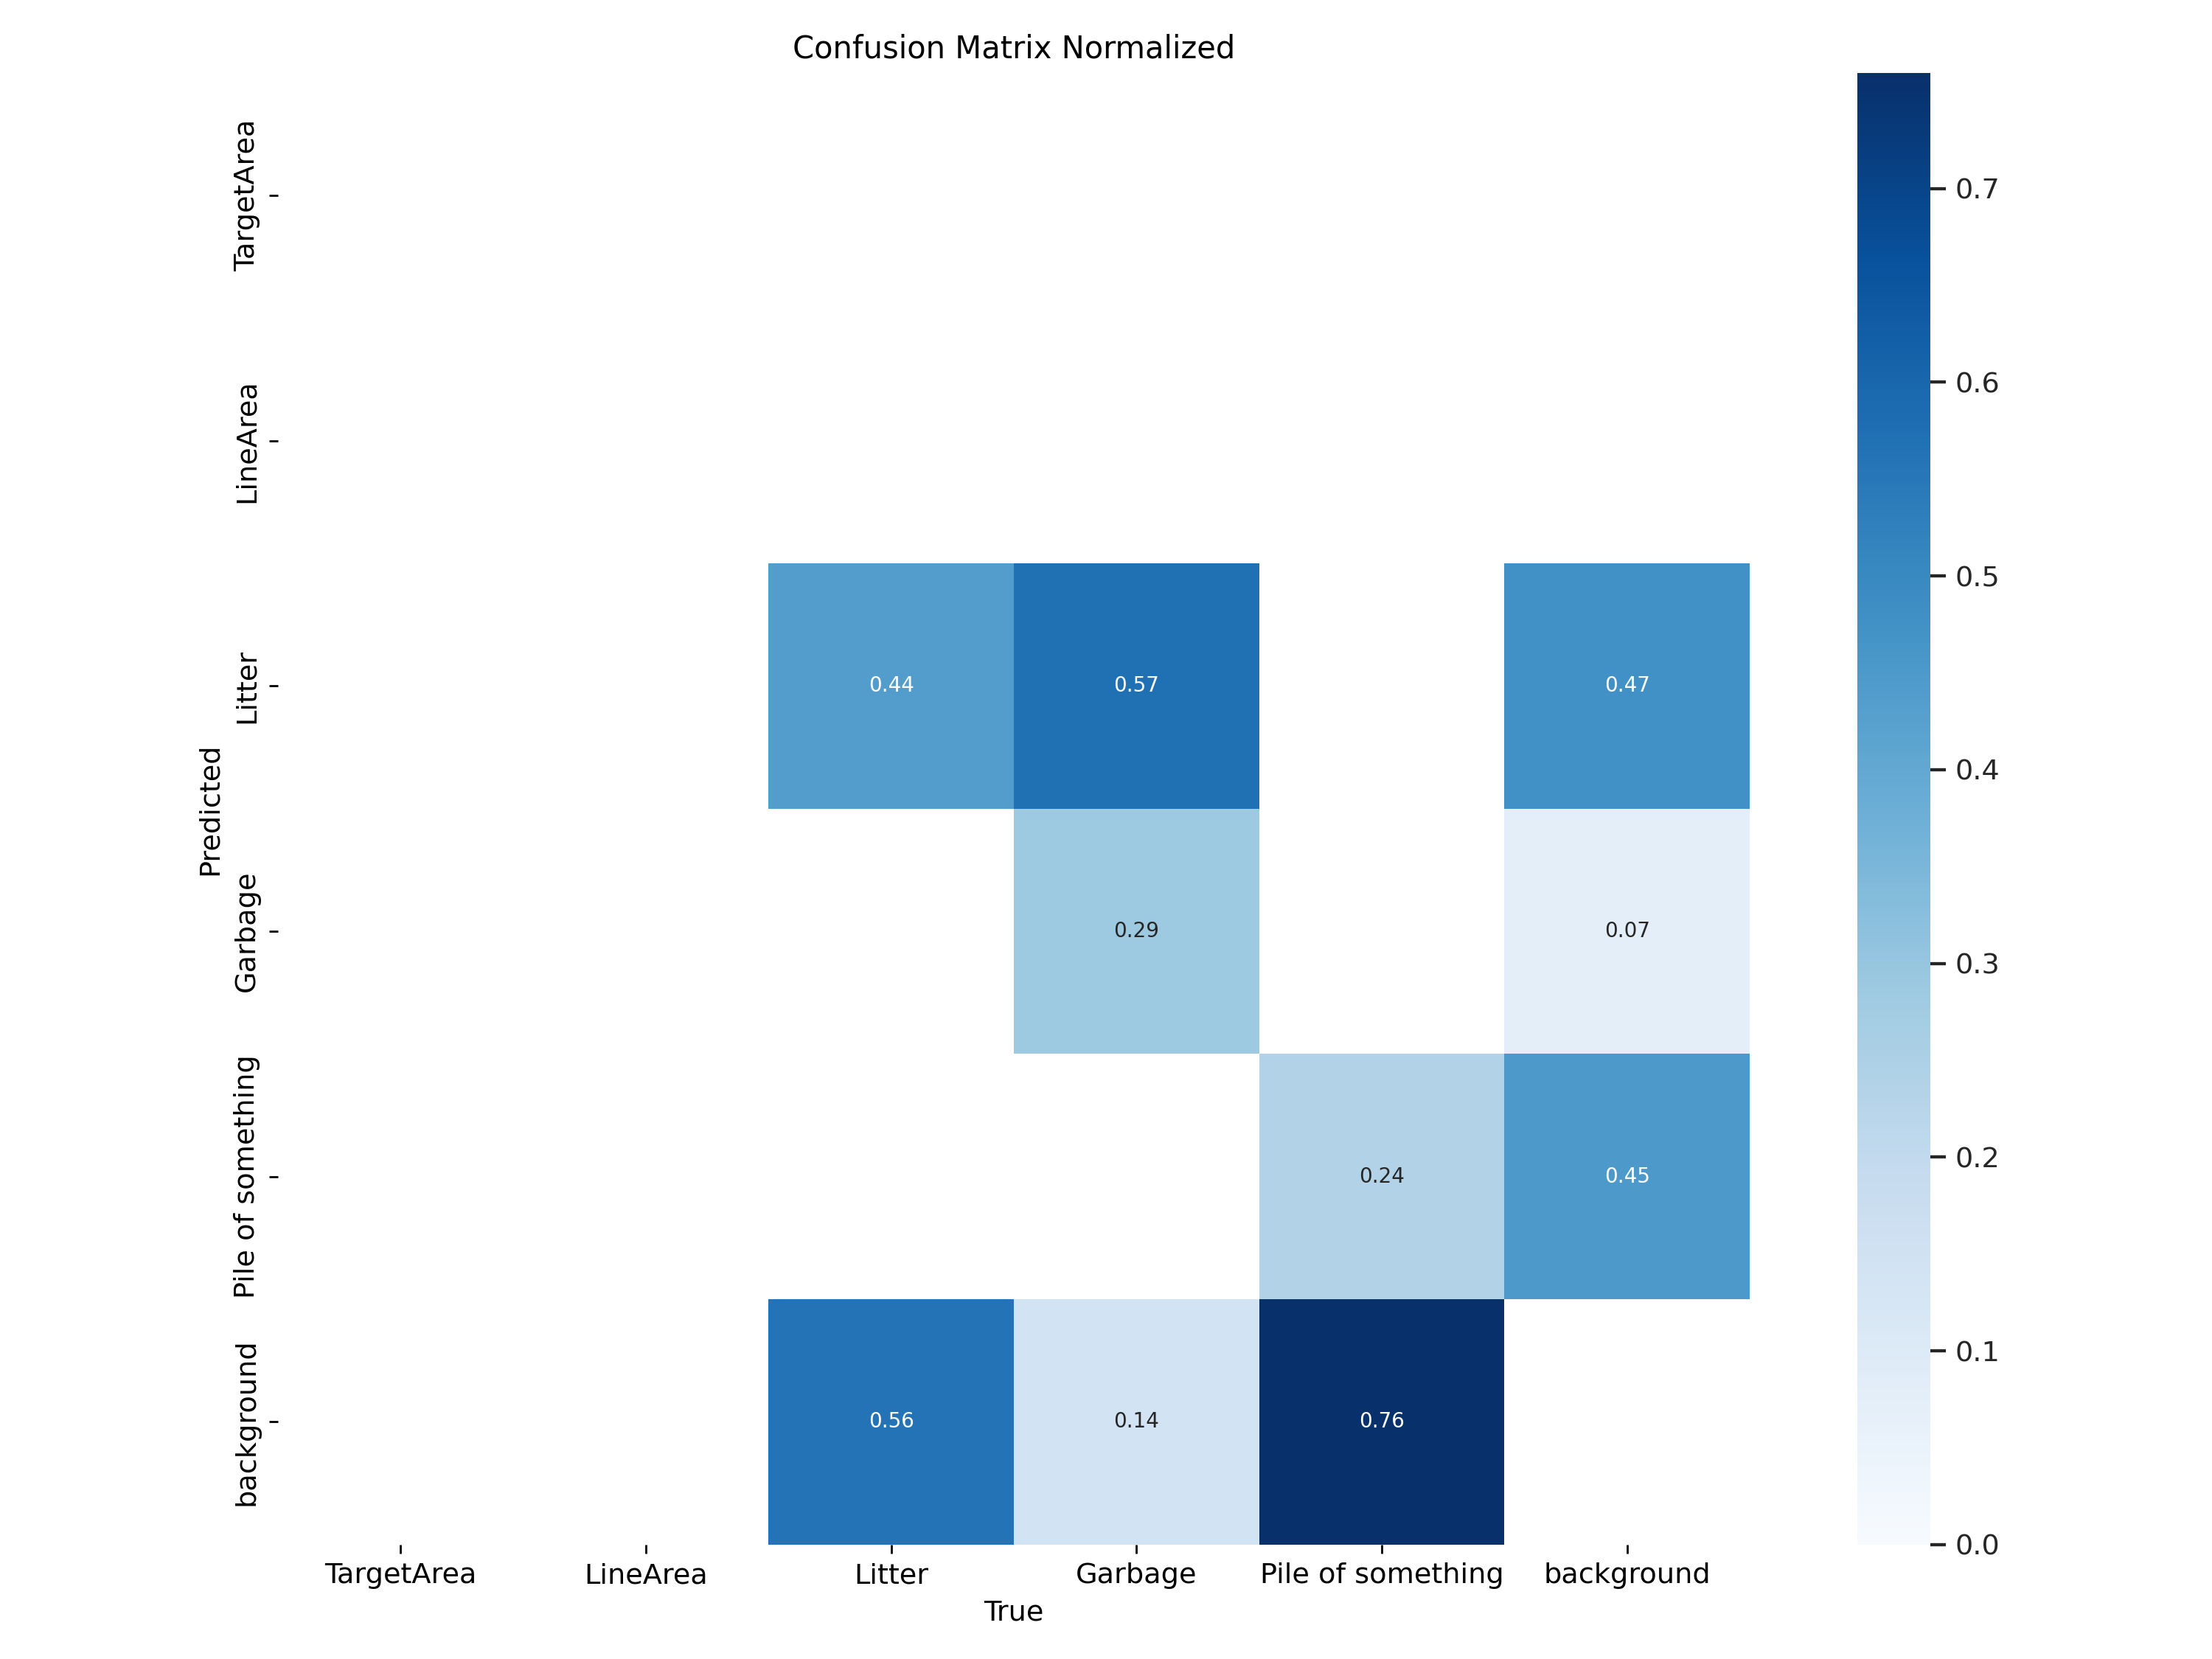 Confusion Matrix Normalized
TargetArea
LineArea
Litter
Garbage
Pile of something
background
Predicted
0.44 0.57 0.47
0.29 0.07
0.24 0.45
0.56 0.14 0.76
TargetArea LineArea Litter Garbage Pile of something background
True
0.7
0.6
0.5
0.4
0.3
0.2
0.1
0.0